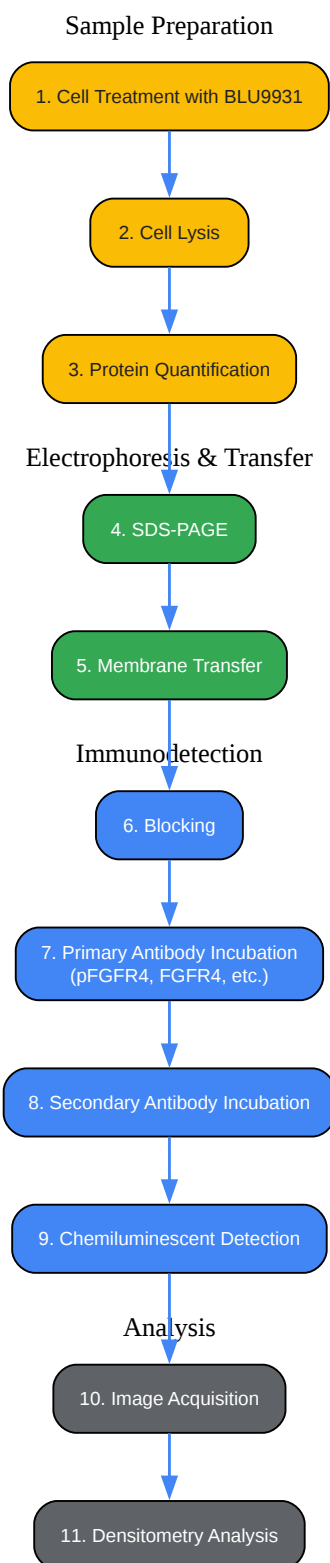 Sample Preparation
1. Cell Treatment with BLU9931
2. Cell Lysis
3. Protein Quantification
Electrophoresis & Transfer
4. SDS-PAGE
5. Membrane Transfer
Immunodetection
6. Blocking
7. Primary Antibody Incubation
(pFGFR4, FGFR4, etc.)
8. Secondary Antibody Incubation
9. Chemiluminescent Detection
Analysis
10. Image Acquisition
11. Densitometry Analysis